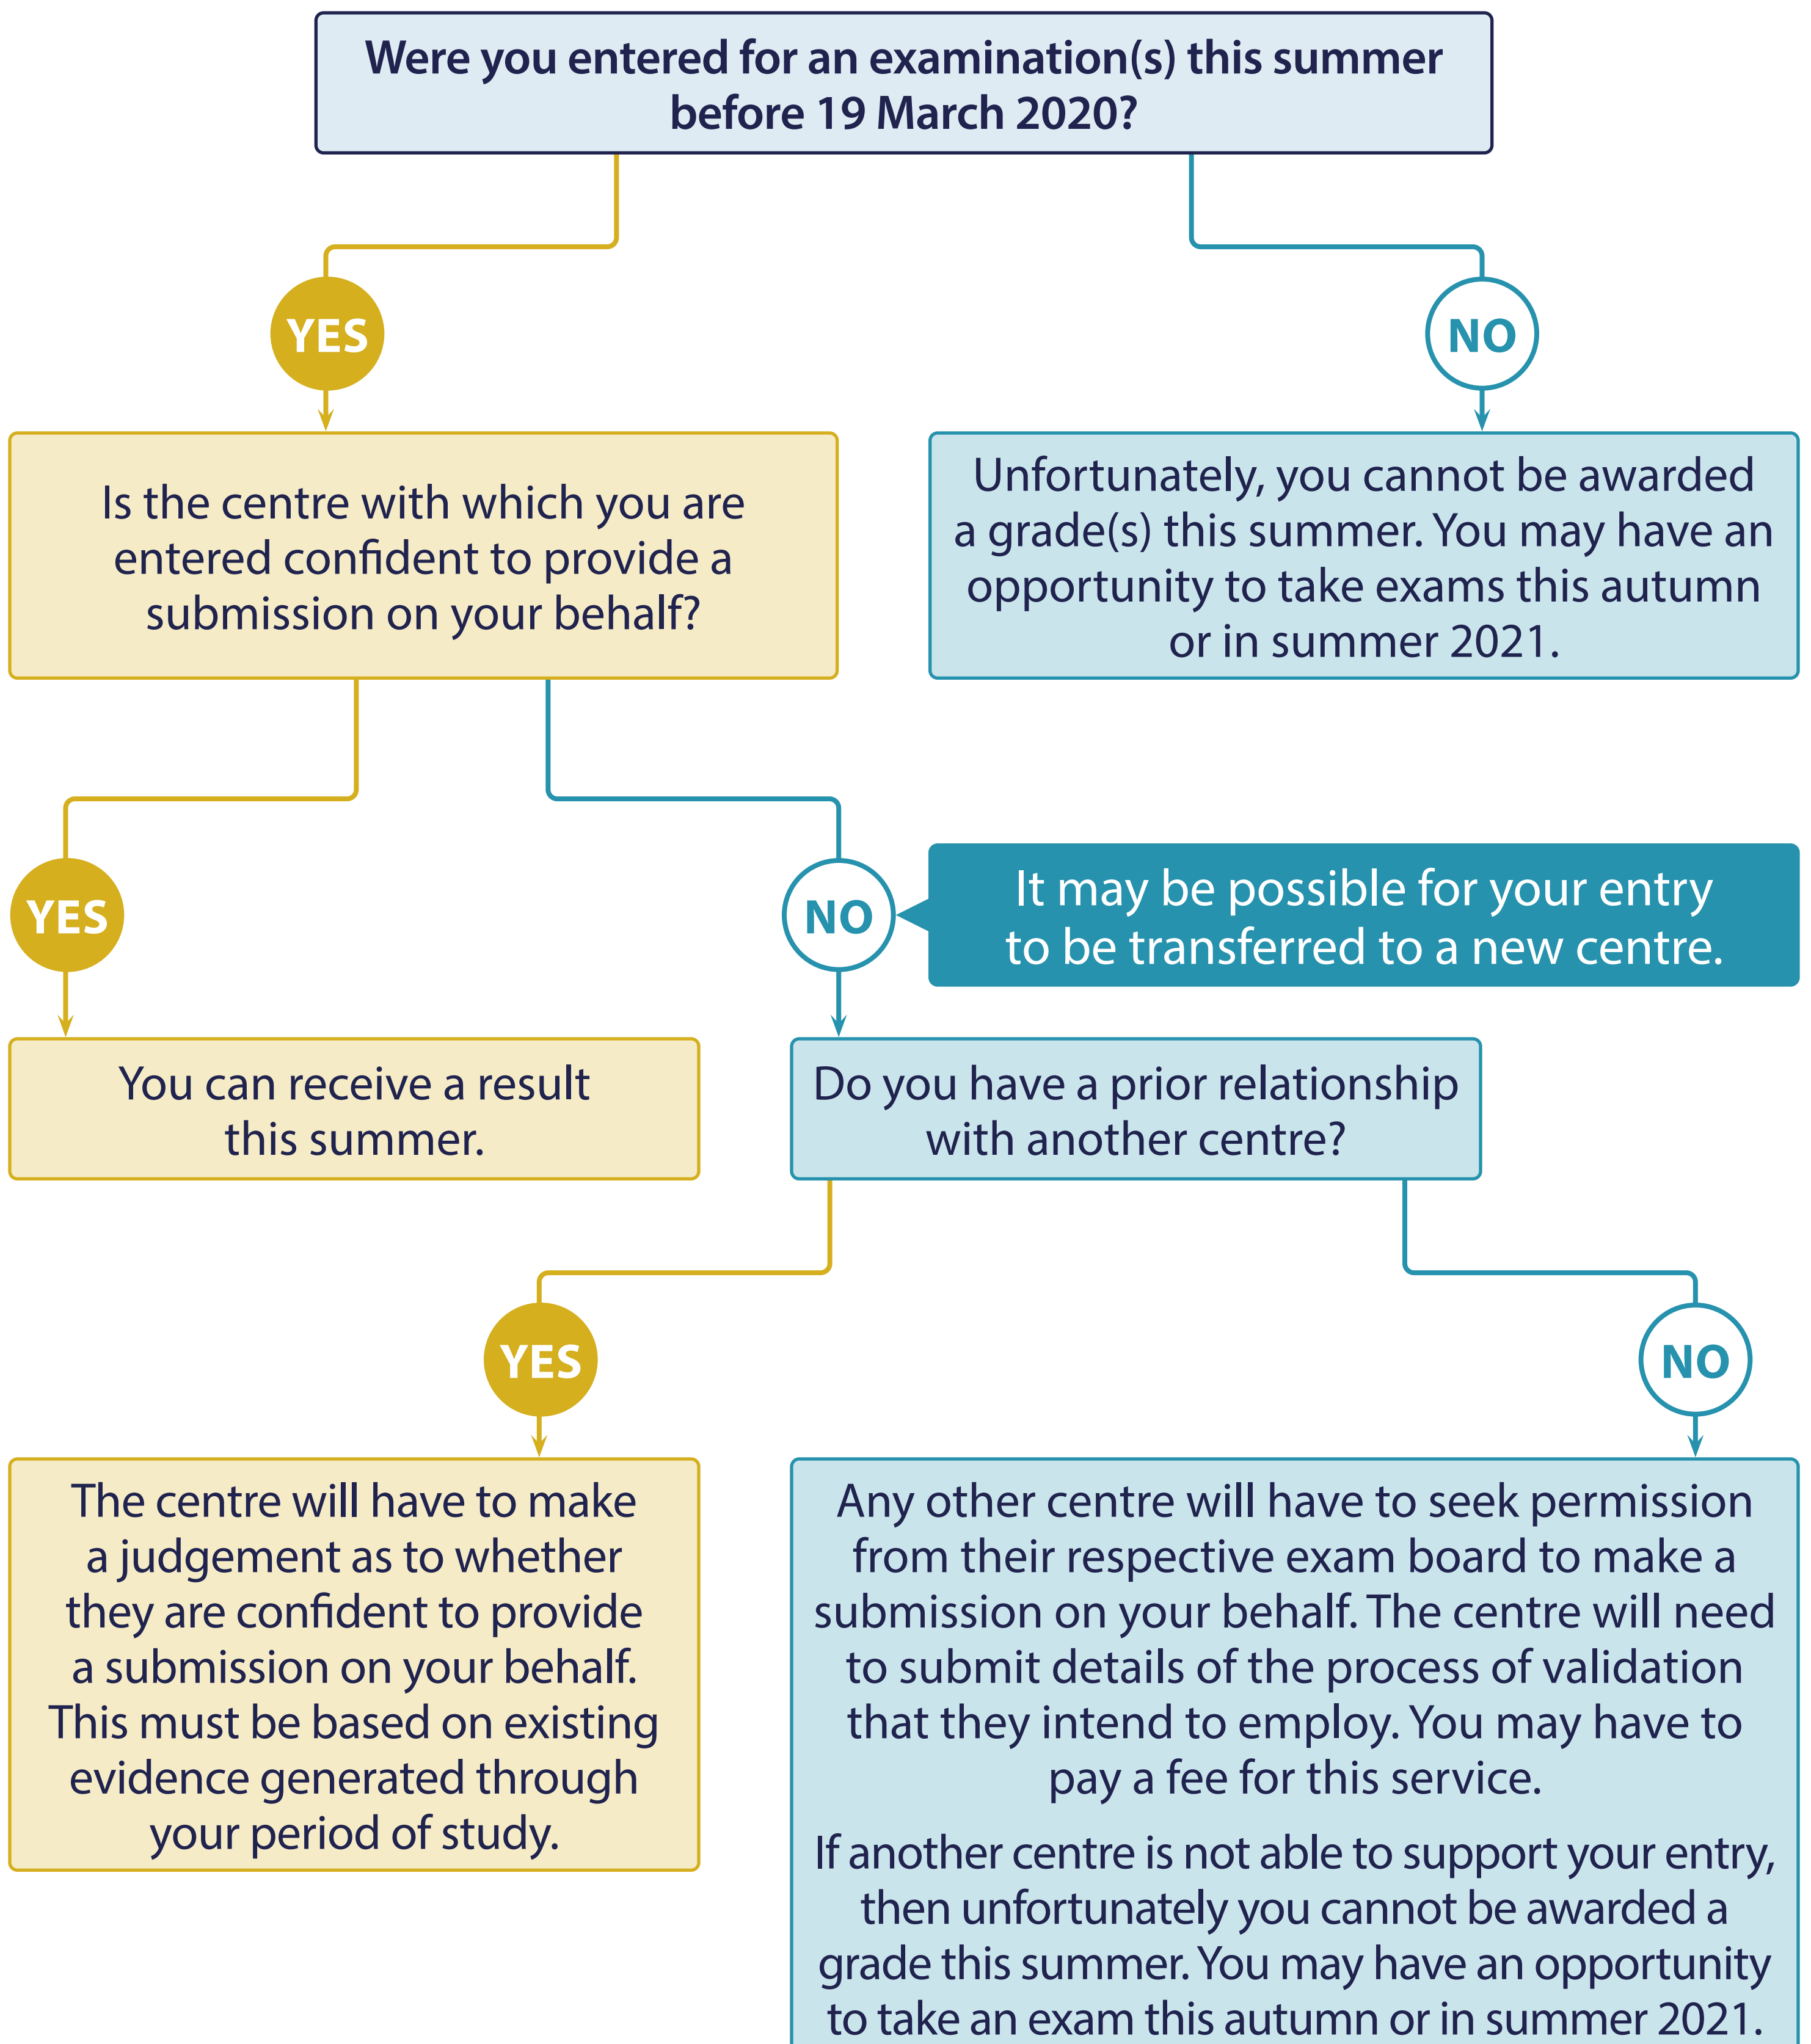 Were you entered for an examination(s) this summer
before 19 March 2020?
YES
NO
Is the centre with which you are
entered confident to provide a
submission on your behalf?
Unfortunately, you cannot be awarded
a grade(s) this summer. You may have an
opportunity to take exams this autumn
or in summer 2021.
YES
NO
It may be possible for your entry
to be transferred to a new centre.
You can receive a result
this summer.
Do you have a prior relationship
with another centre?
YES
NO
The centre will have to make
a judgement as to whether
they are confident to provide
a submission on your behalf.
This must be based on existing
evidence generated through
your period of study.
Any other centre will have to seek permission
from their respective exam board to make a
submission on your behalf. The centre will need
to submit details of the process of validation
that they intend to employ. You may have to
pay a fee for this service.
If another centre is not able to support your entry,
then unfortunately you cannot be awarded a
grade this summer. You may have an opportunity
to take an exam this autumn or in summer 2021.